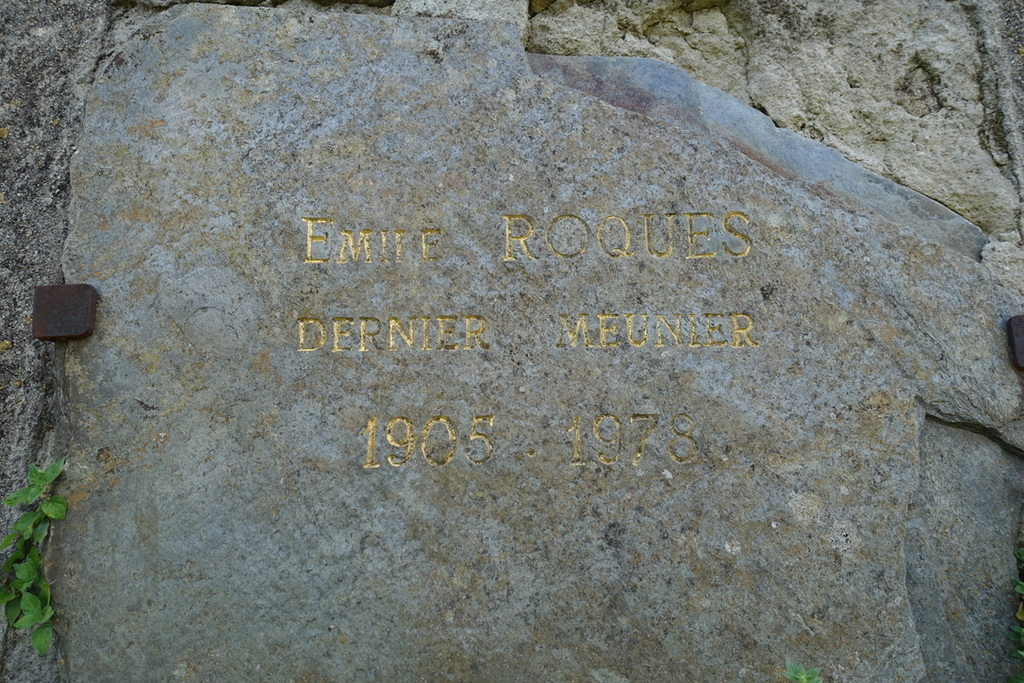 EMILE ROQUES
DERNIER MEUNIER
1905 - 1978